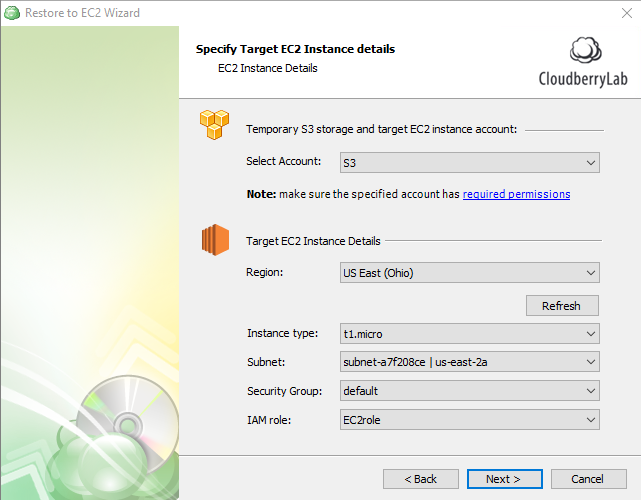 Restore to EC2 Wizard
Specify Target EC2 Instance details
EC2 Instance Details
CloudberryLab
Temporary S3 storage and target EC2 instance account:
Select Account: S3
Note: make sure the specified account has required permissions
Target EC2 Instance Details
Region: US East (Ohio)
Refresh
Instance type: t1.micro
Subnet: subnet-a7f208ce | us-east-2a
Security Group: default
IAM role: EC2role
< Back Next > Cancel